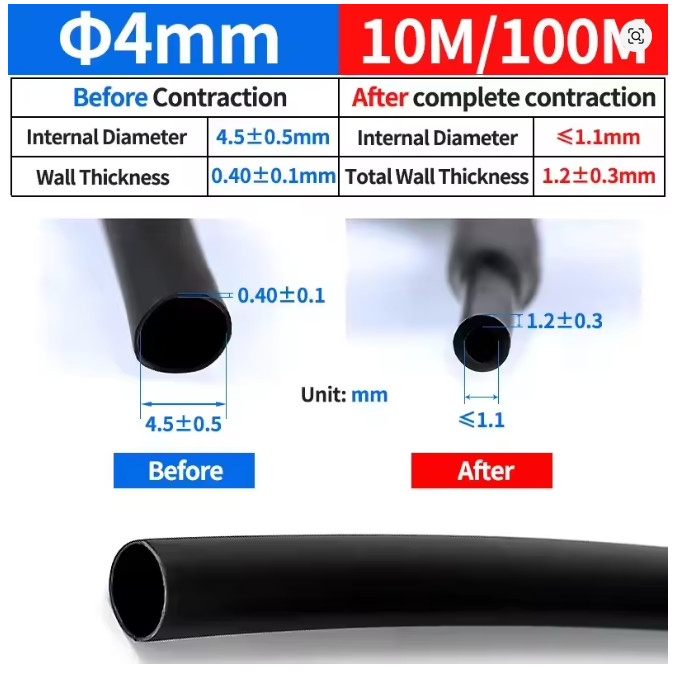 Φ4mm
10M/100M
Before Contraction
After complete contraction
Internal Diameter 4.5±0.5mm Internal Diameter ⩽1.1mm
Wall Thickness 0.40±0.1mm Total Wall Thickness 1.2±0.3mm
0.40±0.1
1.2±0.3
Unit: mm
4.5±0.5
⩽1.1
Before
After